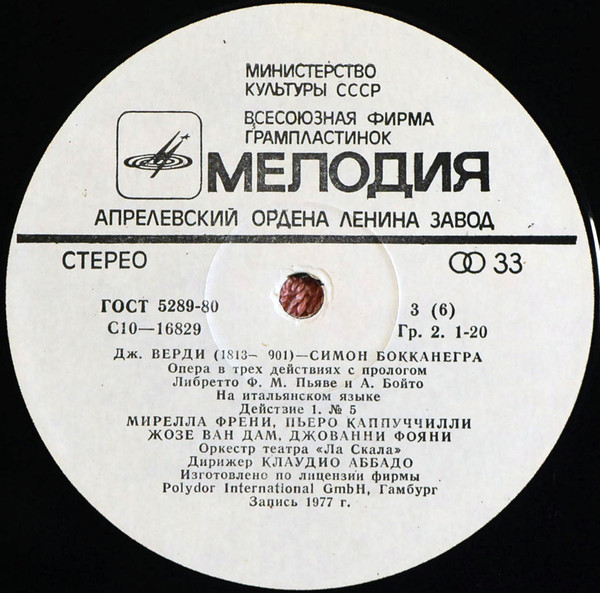 МИНИСТЕРСТВО
КУЛЬТУРЫ СССР
ВСЕСОЮЗНАЯ ФИРМА
ГРАМПЛАСТИНОК
МЕЛОДИЯ
АПРЕЛЕВСКИЙ ОРДЕНА ЛЕНИНА ЗАВОД
СТЕРЕО 33
ГОСТ 5289-80 3 (6)
С10—16829 Гр. 2. 1-20
Дж. ВЕРДИ (1813— 901)—СИМОН БОККАНЕГРА
Опера в трех действиях с прологом
Либретто Ф. М. Пьяве и А. Бойто
На итальянском языке
Действие 1. № 5
МИРЕЛЛА ФРЕНИ, ПЬЕРО КАППУЧЧИЛЛИ
ЖОЗЕ ВАН ДАМ, ДЖОВАННИ ФОЯНИ
Оркестр театра «Ла Скала»
Дирижер КЛАУДИО АББАДО
Изготовлено по лицензии фирмы
Polydor International GmbH, Гамбург
Запись 1977 г.